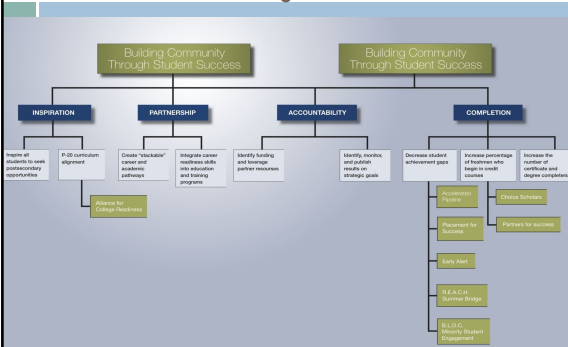 Building Community
Through Student Success
Building Community
Through Student Success
INSPIRATION
PARTNERSHIP
ACCOUNTABILITY
COMPLETION
Inspire all
students to seek
postsecondary
opportunities
P-20 curriculum
alignment
Create "stackable"
career and
academic
pathways
Integrate career
readiness skills
into education
and training
programs
Identify funding
and leverage
partner resourses
Identify, monitor,
and publish
results on
strategic goals
Decrease student
achievement gaps
Increase percentage
of freshmen who
begin in credit
courses
Increase the
number of
certificate and
degree completers
Alliance for
College Readiness
Accelerated
Pipeline
Placement for
Success
Early Alert
R.E.A.C.H.
Summer Bridge
B.L.O.C.
Minority Student
Engagement
Choice Scholars
Partners for success